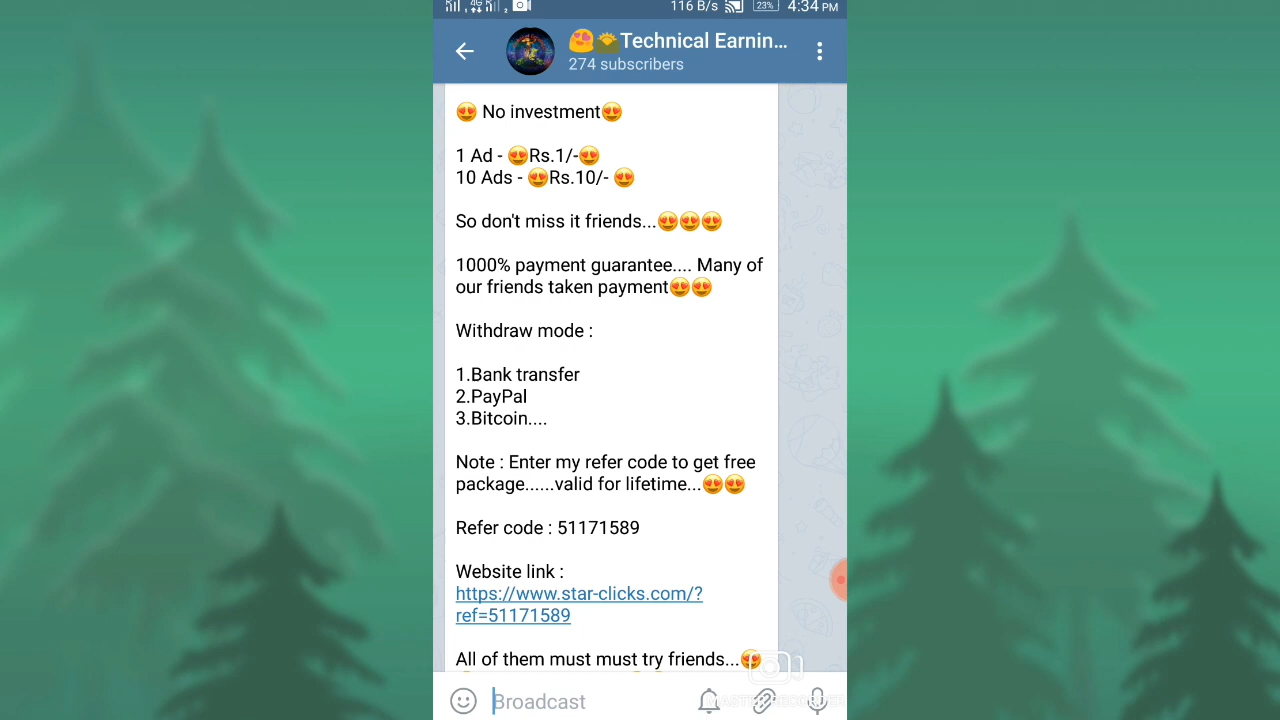 116 B/s 23% 4:34 PM
😍🌤Technical Earnin...
274 subscribers
😍 No investment😍
1 Ad - 😍Rs.1/-😍
10 Ads - 😍Rs.10/- 😍
So don't miss it friends...😍😍😍
1000% payment guarantee.... Many of
our friends taken payment😍😍
Withdraw mode :
1.Bank transfer
2.PayPal
3.Bitcoin....
Note : Enter my refer code to get free
package......valid for lifetime...😍😍
Refer code : 51171589
Website link :
https://www.star-clicks.com/?
ref=51171589
All of them must must try friends...😍
Broadcast